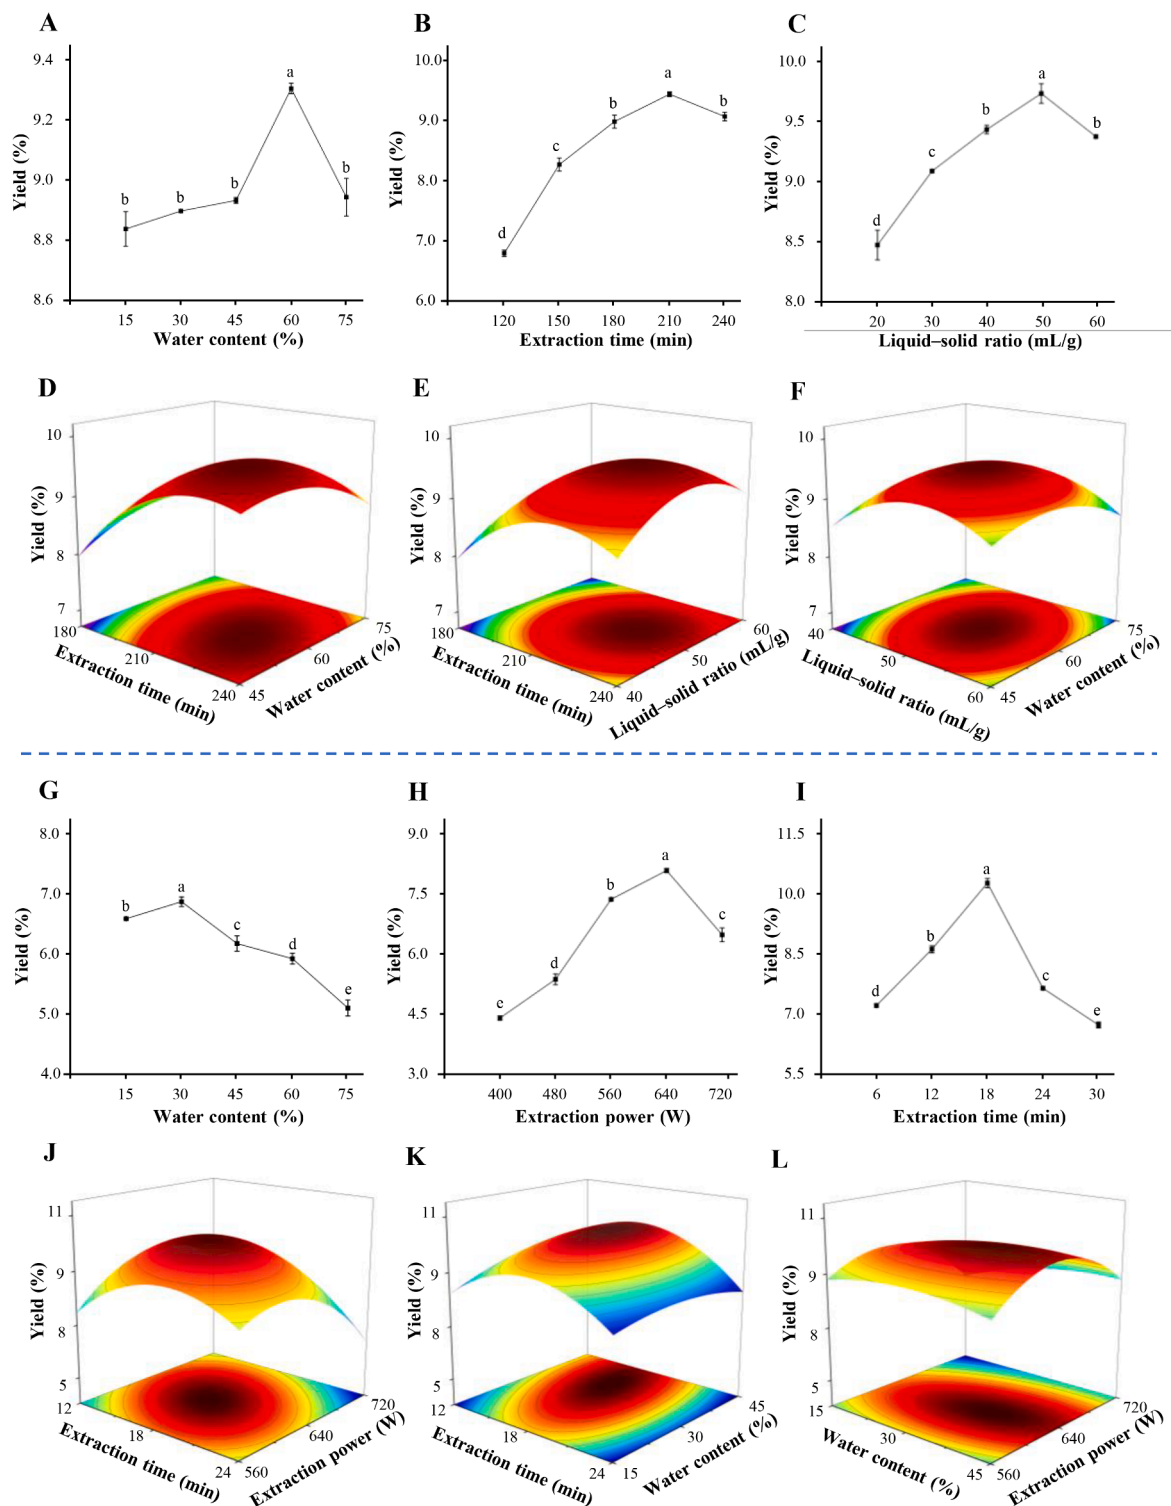 A
B
C
9.4
9.2
9.0
8.8
8.6
Yield (%)
b
b
b
a
b
15
30
45
60
75
Water content (%)
10.0
9.0
8.0
7.0
6.0
Yield (%)
d
c
b
a
b
120
150
180
210
240
Extraction time (min)
10.0
9.5
9.0
8.5
8.0
Yield (%)
d
c
b
a
b
20
30
40
50
60
Liquid–solid ratio (mL/g)
D
E
F
10
9
8
7
Yield (%)
180
210
240
Extraction time (min)
45
60
75
Water content (%)
10
9
8
7
Yield (%)
180
210
240
Extraction time (min)
40
50
60
Liquid–solid ratio (mL/g)
10
9
8
7
Yield (%)
40
50
60
Liquid–solid ratio (mL/g)
45
60
75
Water content (%)
G
H
I
8.0
7.0
6.0
5.0
4.0
Yield (%)
b
a
c
d
e
15
30
45
60
75
Water content (%)
9.0
7.5
6.0
4.5
3.0
Yield (%)
e
d
b
a
c
400
480
560
640
720
Extraction power (W)
11.5
10.0
8.5
7.0
5.5
Yield (%)
d
b
a
c
e
6
12
18
24
30
Extraction time (min)
J
K
L
11
9
8
5
Yield (%)
12
18
24
Extraction time (min)
560
640
720
Extraction power (W)
11
9
8
5
Yield (%)
12
18
24
Extraction time (min)
15
30
45
Water content (%)
11
9
8
5
Yield (%)
15
30
45
Water content (%)
560
640
720
Extraction power (W)